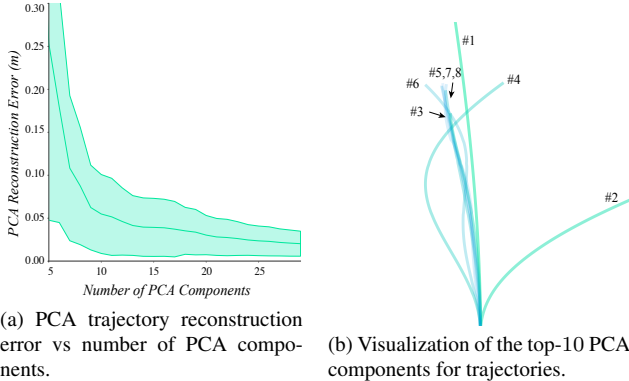 0.30
0.25
0.20
0.15
0.10
0.05
0.00
PCA Reconstruction Error (m)
5
10
15
20
25
Number of PCA Components
(a) PCA trajectory reconstruction
error vs number of PCA compo-
nents.
#1
#5,7,8
#6
#4
#3
#2
(b) Visualization of the top-10 PCA
components for trajectories.